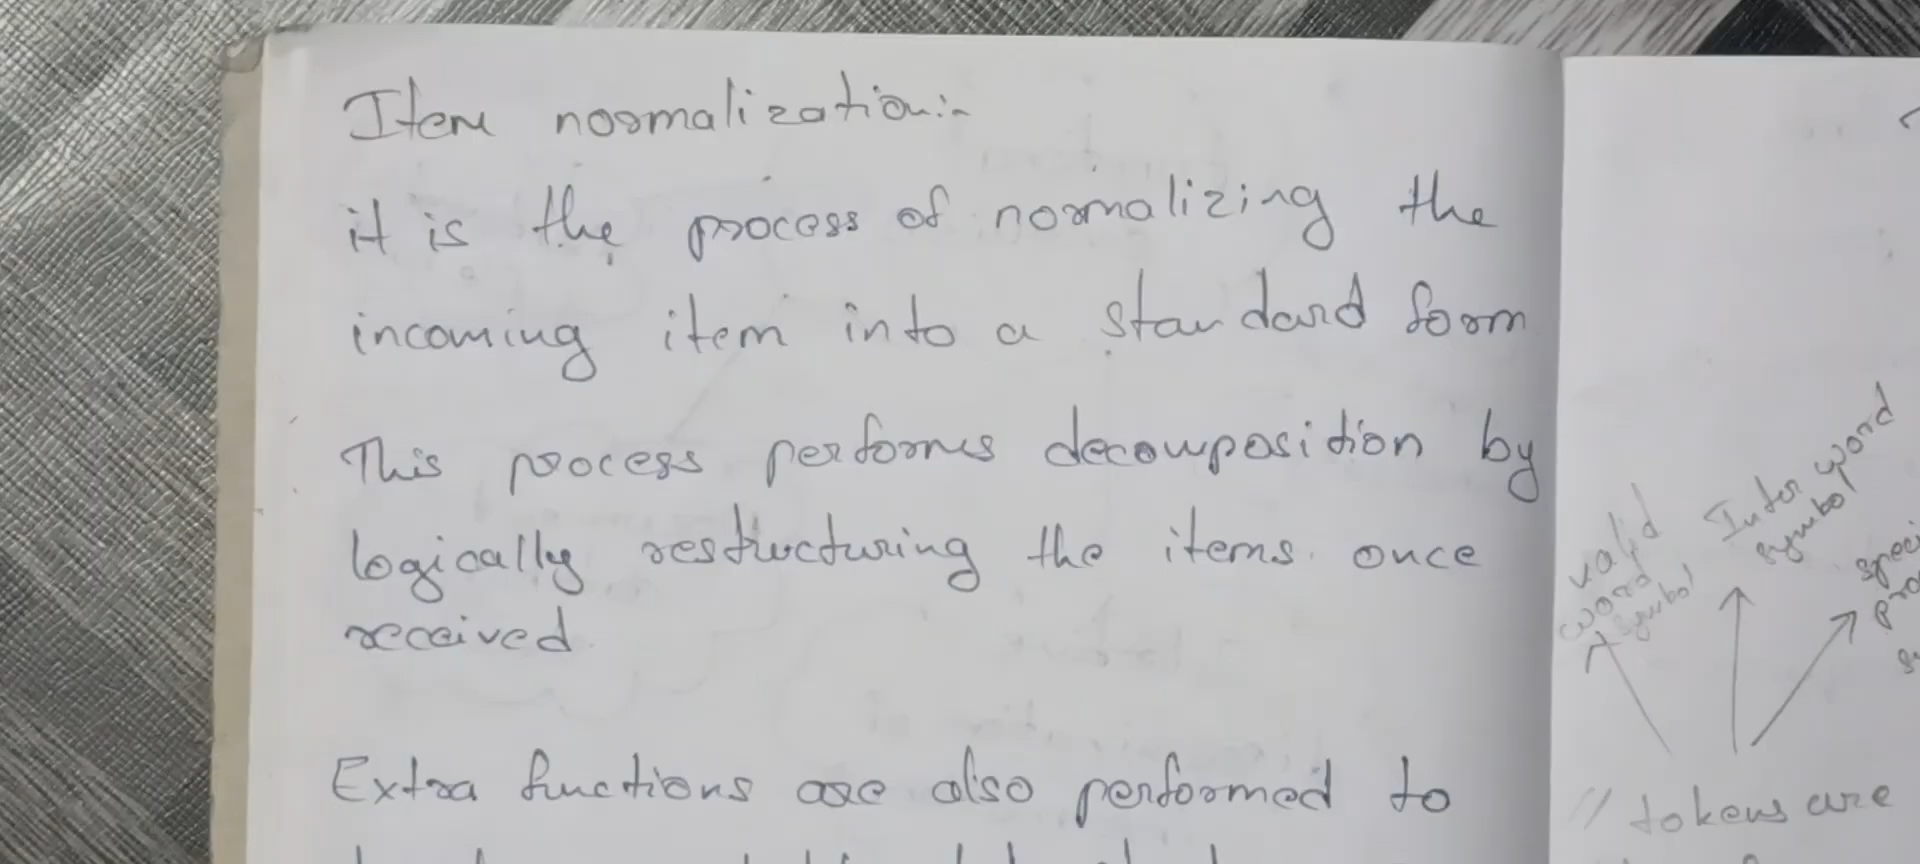 Item normalization:-
it is the process of normalizing the
incoming item into a standard form
This process performs decomposition by
logically restructuring the items once
received
Extra functions are also performed to
valid
word
symbol
Inter word
symbol
// tokens are